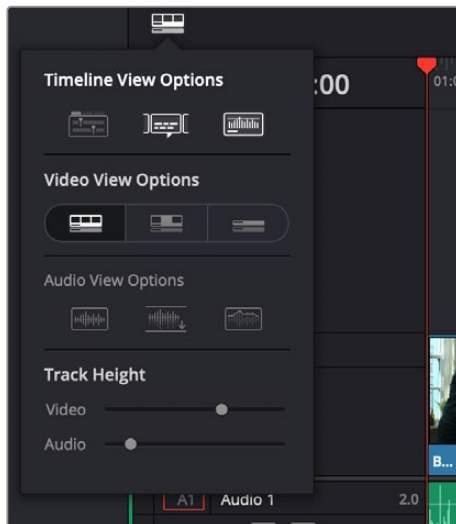 Timeline View Options
:00
01:0
Video View Options
Audio View Options
Track Height
Video
Audio
B...
A1 Audio 1 2.0